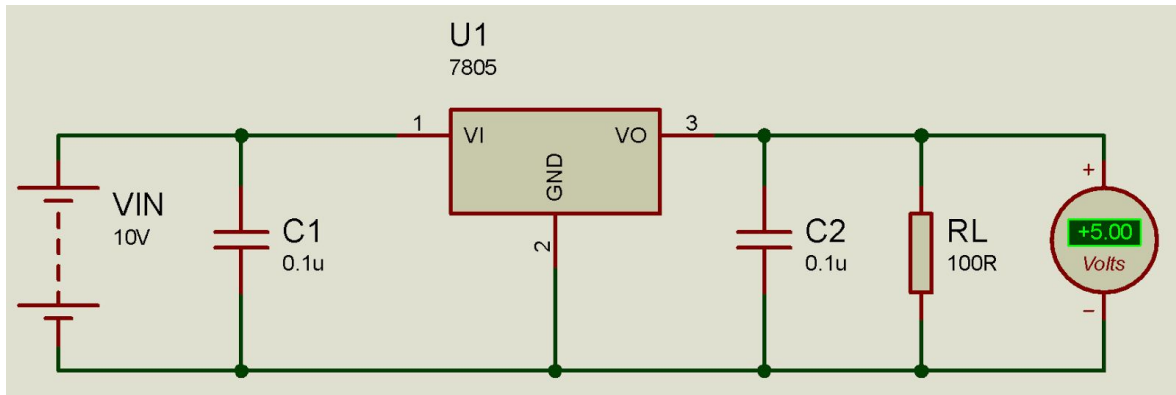 U1
7805
1
VI
VO
3
GND
2
VIN
10V
C1
0.1u
C2
0.1u
RL
100R
+
+5.00
Volts
−